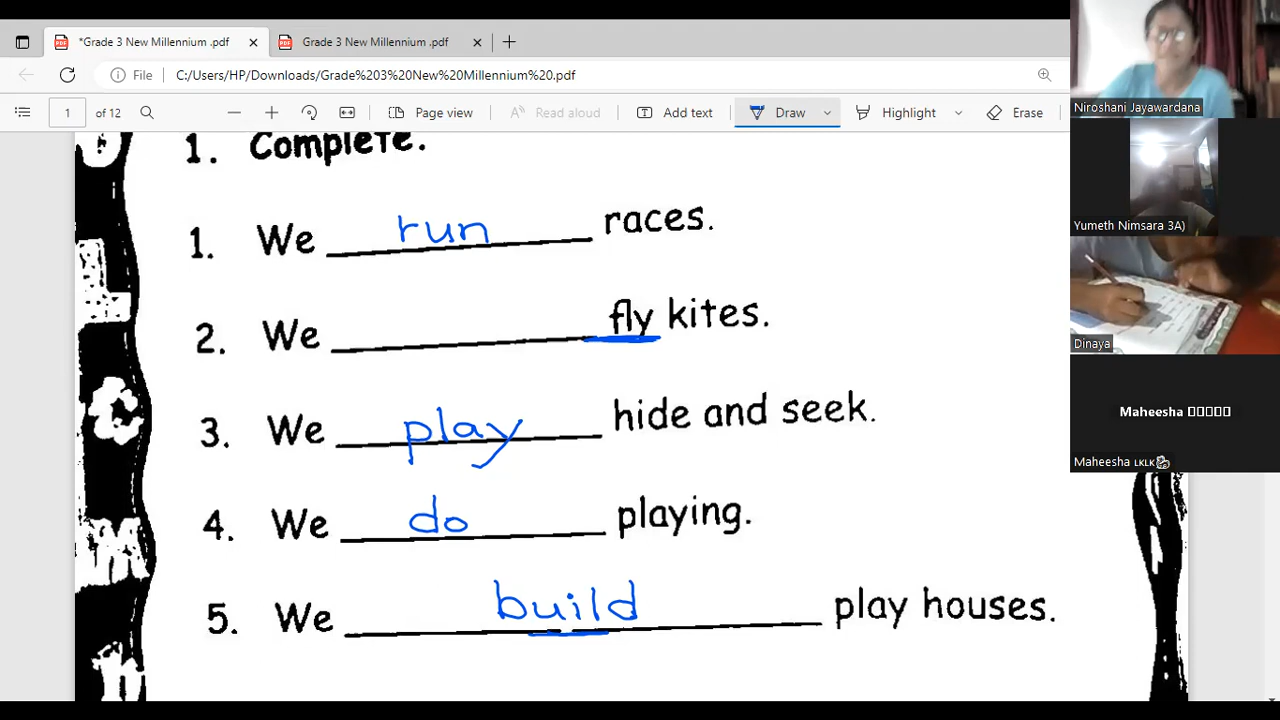 *Grade 3 New Millennium .pdf
Grade 3 New Millennium .pdf
File C:/Users/HP/Downloads/Grade%203%20New%20Millennium%20.pdf
1 of 12 Page view Read aloud Add text Draw Highlight Erase
1. Complete.
1. We run races.
2. We fly kites.
3. We play hide and seek.
4. We do playing.
5. We build play houses.
Niroshani Jayawardana
Yumeth Nimsara 3A)
Dinaya
Maheesha
Maheesha LKLK